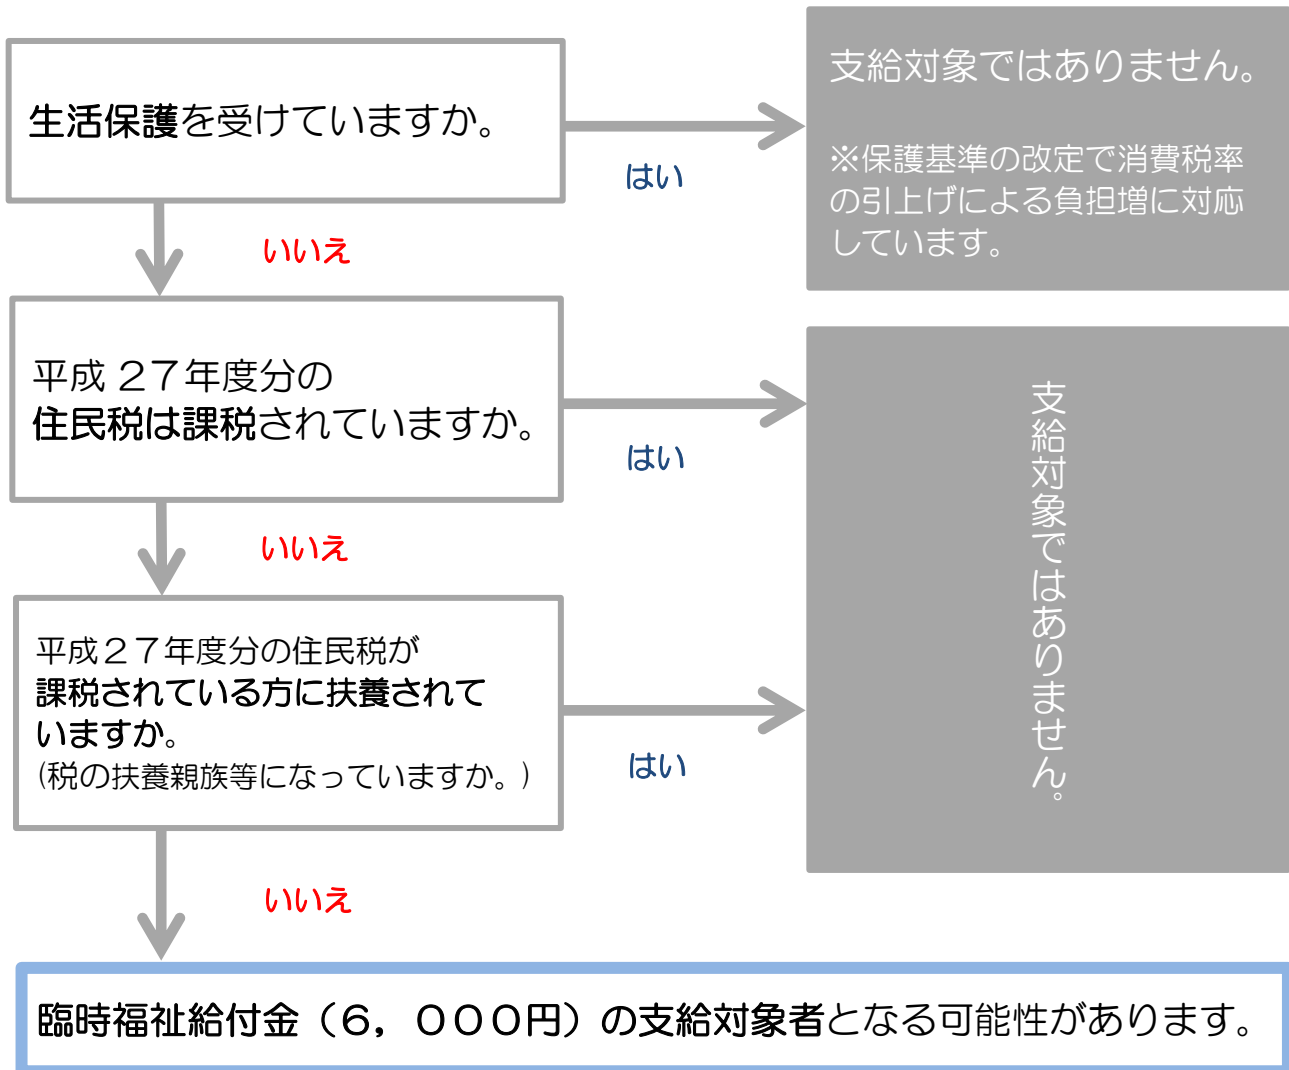 生活保護を受けていますか。
はい
支給対象ではありません。
※保護基準の改定で消費税率
の引上げによる負担増に対応
しています。
いいえ
平成 27年度分の
住民税は課税されていますか。
はい
支給対象ではありません。
いいえ
平成27年度分の住民税が
課税されている方に扶養されて
いますか。
(税の扶養親族等になっていますか。)
はい
いいえ
臨時福祉給付金（6，000円）の支給対象者となる可能性があります。